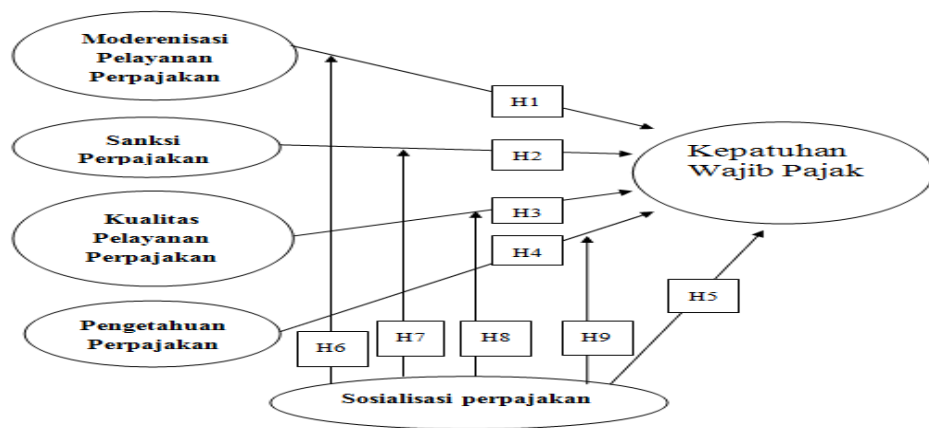 Moderenisasi
Pelayanan
Perpajakan
H1
Sanksi
Perpajakan
H2
Kepatuhan
Wajib Pajak
Kualitas
Pelayanan
Perpajakan
H3
H4
H5
Pengetahuan
Perpajakan
H6
H7
H8
H9
Sosialisasi perpajakan